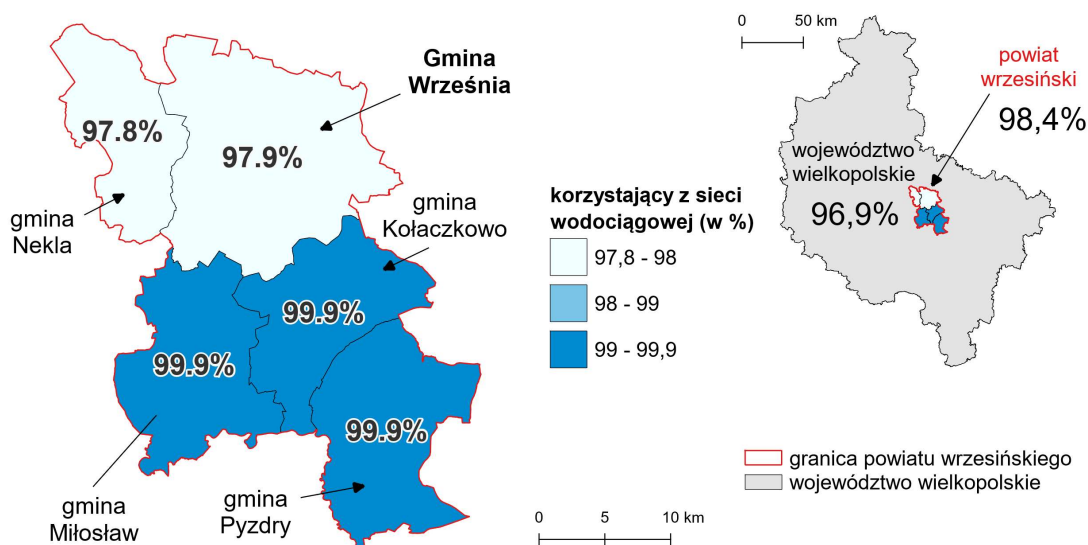 Gmina
Września
97.8%
97.9%
gmina
Nekla
gmina
Kołaczkowo
99.9%
99.9%
99.9%
gmina
Miłosław
gmina
Pyzdry
korzystający z sieci
wodociągowej (w %)
97,8 - 98
98 - 99
99 - 99,9
0 5 10 km
0 50 km
powiat
wrzesiński
98,4%
województwo
wielkopolskie
96,9%
granica powiatu wrzesińskiego
województwo wielkopolskie